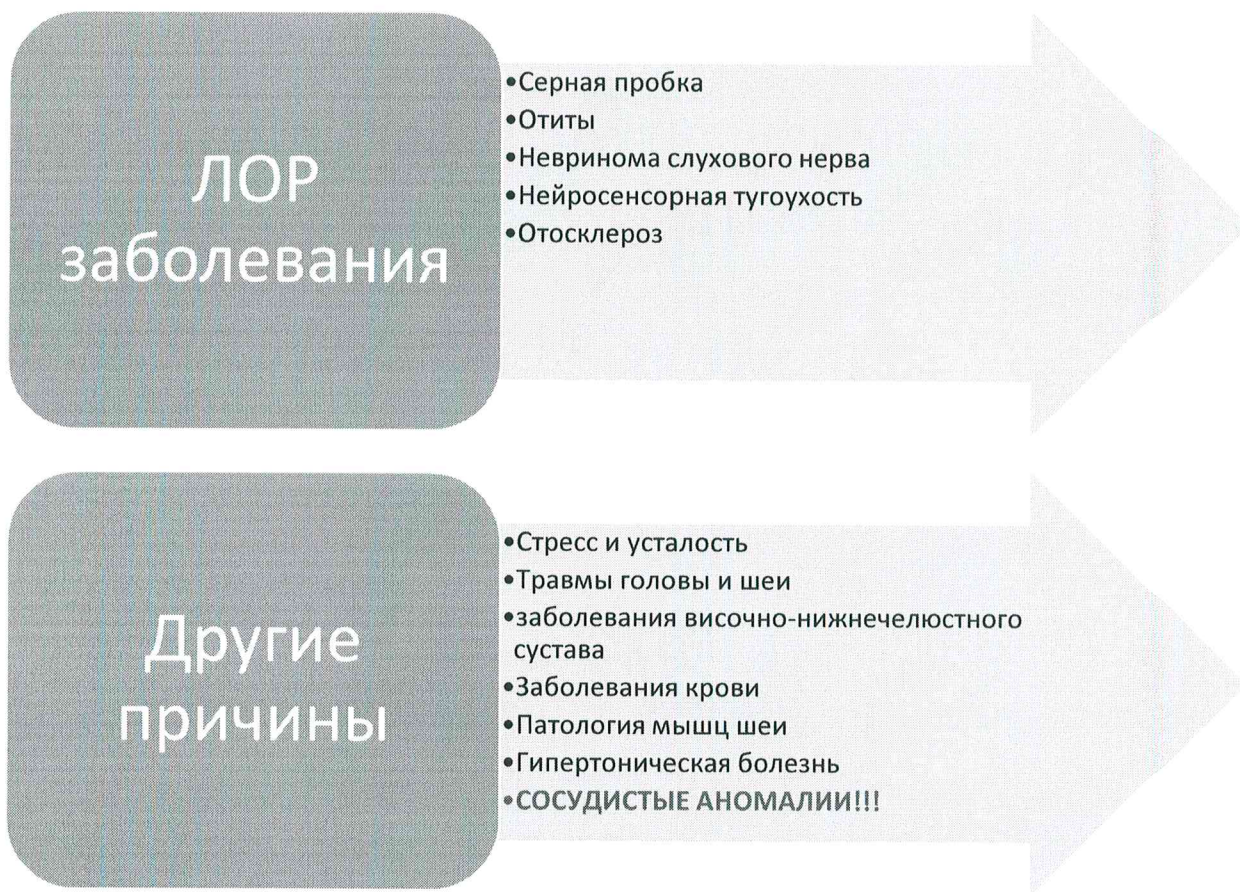 ЛОР
заболевания
•Серная пробка
•Отиты
•Невринома слухового нерва
•Нейросенсорная тугоухость
•Отосклероз
Другие
причины
•Стресс и усталость
•Травмы головы и шеи
•заболевания височно-нижнечелюстного
сустава
•Заболевания крови
•Патология мышц шеи
•Гипертоническая болезнь
•СОСУДИСТЫЕ АНОМАЛИИ!!!